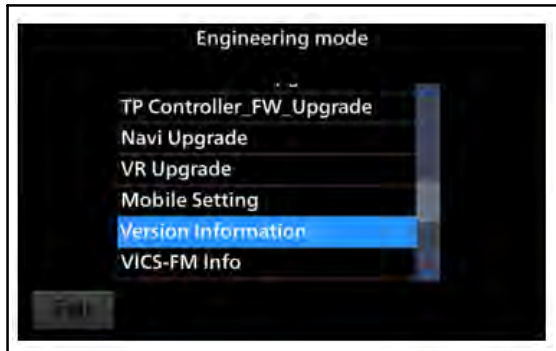 Engineering mode
TP Controller_FW_Upgrade
Navi Upgrade
VR Upgrade
Mobile Setting
Version Information
VICS-FM Info